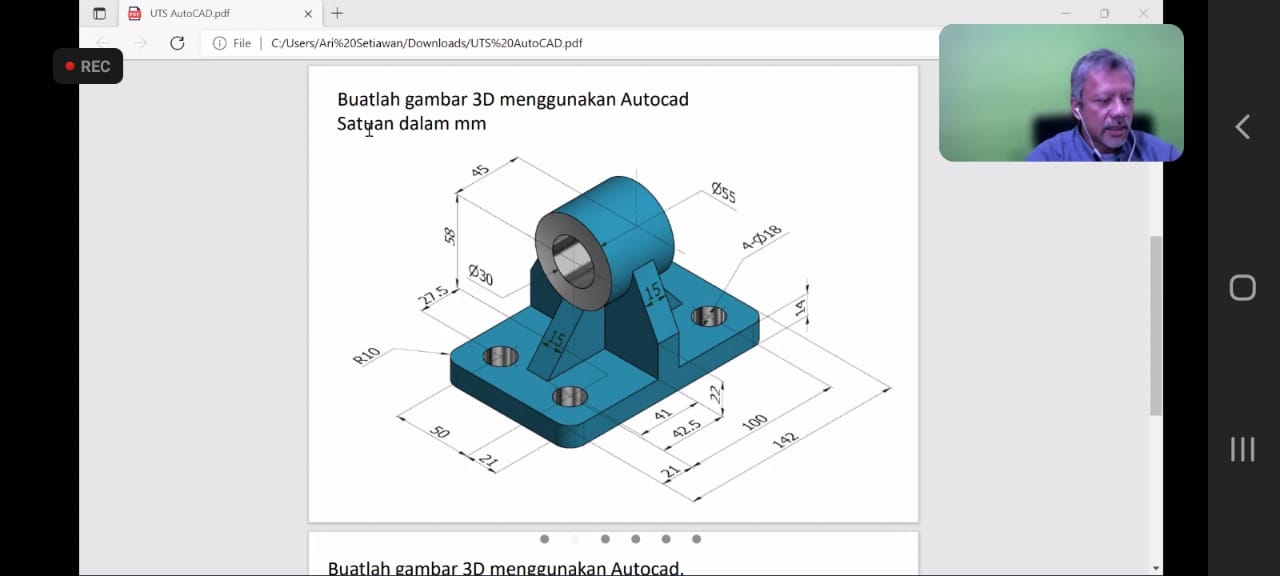 UTS AutoCAD.pdf
File
C:/Users/Ari%20Setiawan/Downloads/UTS%20AutoCAD.pdf
REC
Buatlah gambar 3D menggunakan Autocad
Satuan dalam mm
45
Ø55
58
4-Ø18
Ø30
27.5
15
14
15
R10
22
41
42.5
100
50
142
21
21
Buatlah gambar 3D menggunakan Autocad.